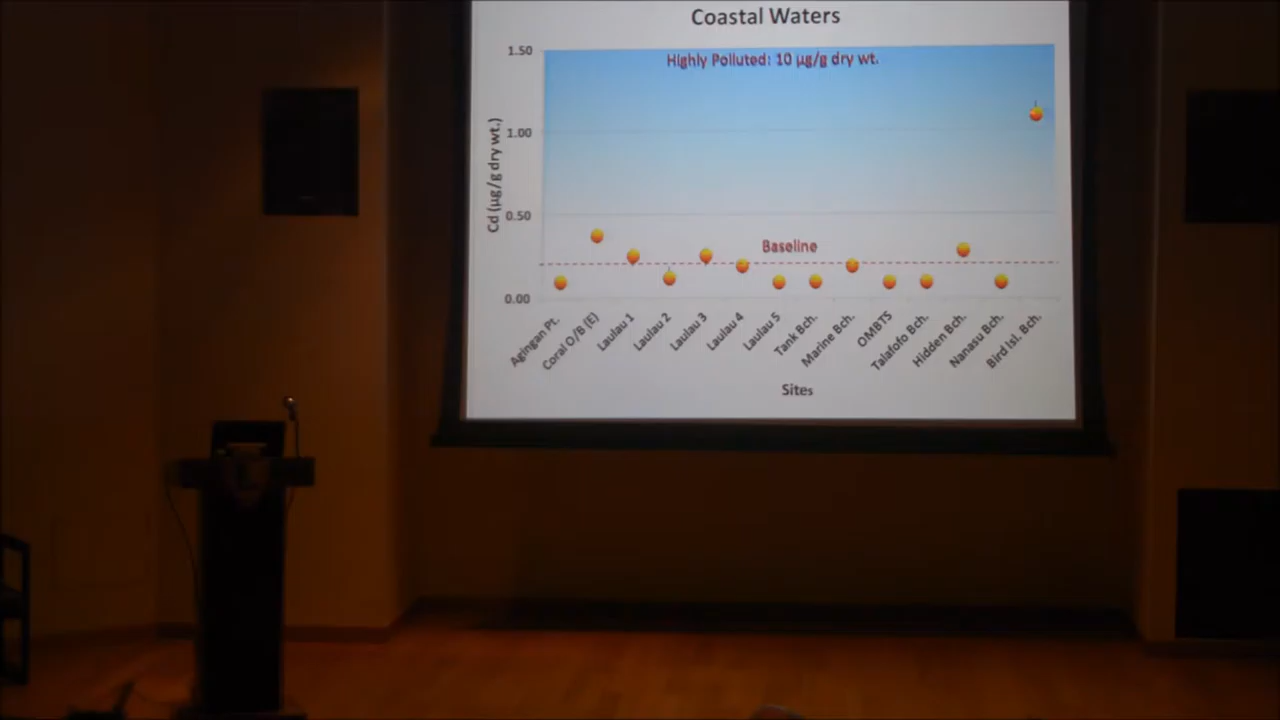 Coastal Waters
1.50
Highly Polluted: 10 µg/g dry wt.
1.00
Cd (µg/g dry wt.)
0.50
Baseline
0.00
Agingan Pt.
Coral O/B (E)
Laulau 1
Laulau 2
Laulau 3
Laulau 4
Laulau 5
Tank Bch.
Marine Bch.
OMBTS
Talafofo Bch.
Hidden Bch.
Nanasu Bch.
Bird Isl. Bch.
Sites